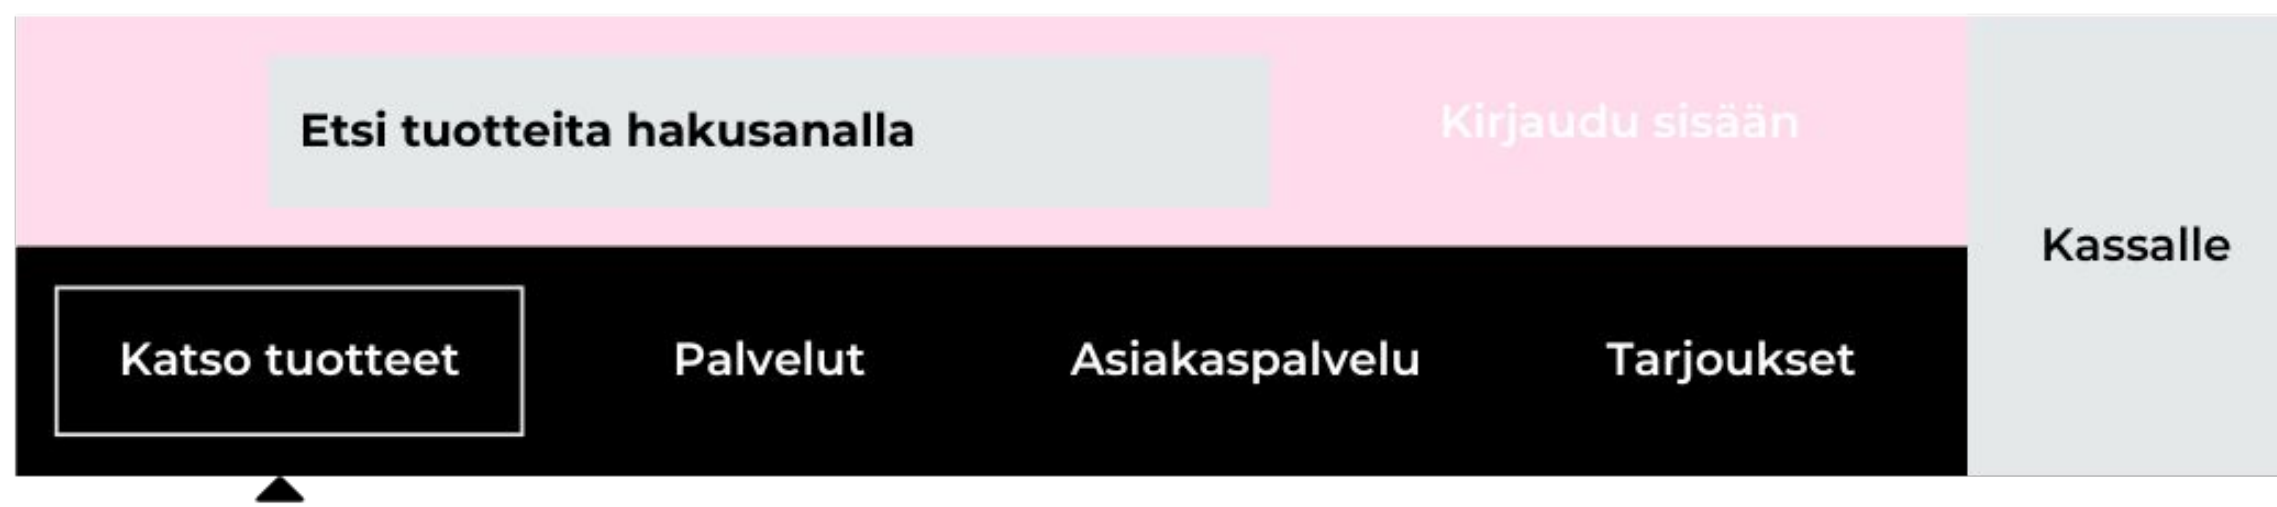 Etsi tuotteita hakusanalla
Kirjaudu sisään
Kassalle
Katso tuotteet
Palvelut
Asiakaspalvelu
Tarjoukset